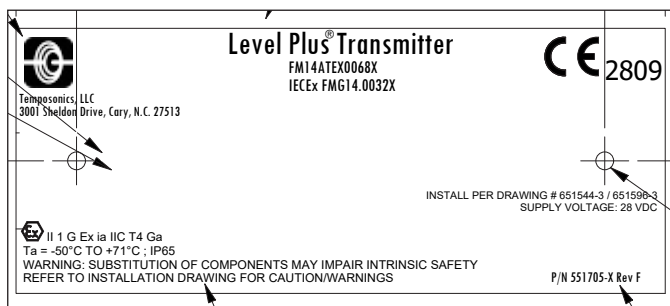 Level Plus® Transmitter
FM14ATEX0068X
IECEx FMG14.0032X
CE 2809
Temposonics, LLC
3001 Sheldon Drive, Cary, N.C. 27513
INSTALL PER DRAWING # 651544-3 / 651596-3
SUPPLY VOLTAGE: 28 VDC
Ex II 1 G Ex ia IIC T4 Ga
Ta = -50°C TO +71°C ; IP65
WARNING: SUBSTITUTION OF COMPONENTS MAY IMPAIR INTRINSIC SAFETY
REFER TO INSTALLATION DRAWING FOR CAUTION/WARNINGS
P/N 551705-X Rev F